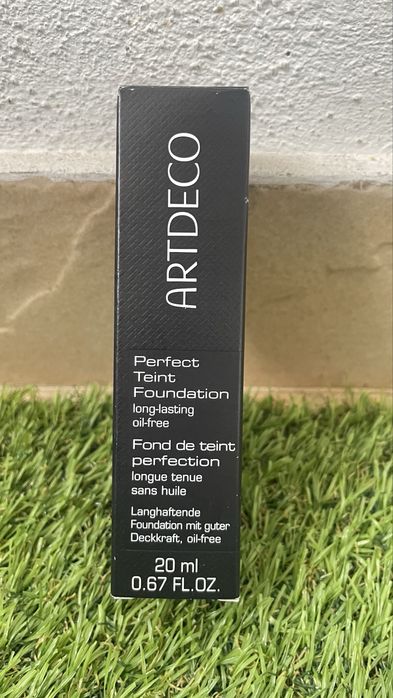 ARTDECO
Perfect
Teint
Foundation
long-lasting
oil-free
Fond de teint
perfection
longue tenue
sans huile
Langhaftende
Foundation mit guter
Deckkraft, oil-free
20 ml
0.67 FL.OZ.